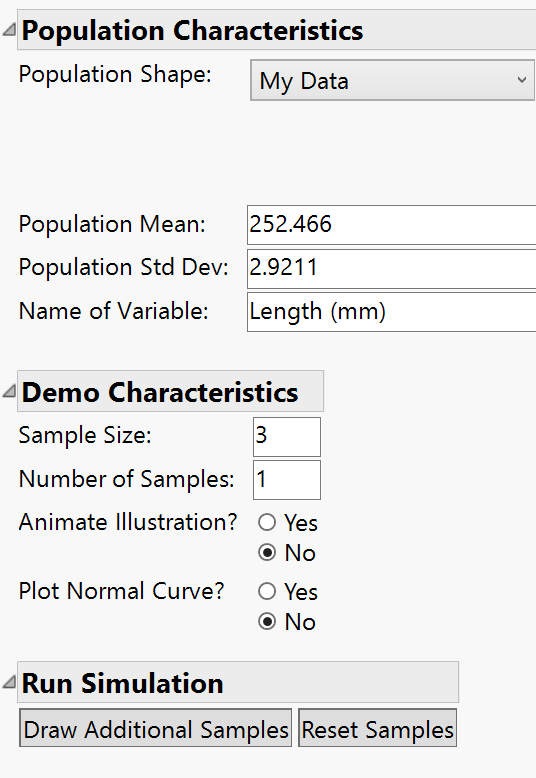 Population Characteristics
Population Shape: My Data
Population Mean: 252.466
Population Std Dev: 2.9211
Name of Variable: Length (mm)
Demo Characteristics
Sample Size: 3
Number of Samples: 1
Animate Illustration? Yes
No
Plot Normal Curve? Yes
No
Run Simulation
Draw Additional Samples Reset Samples